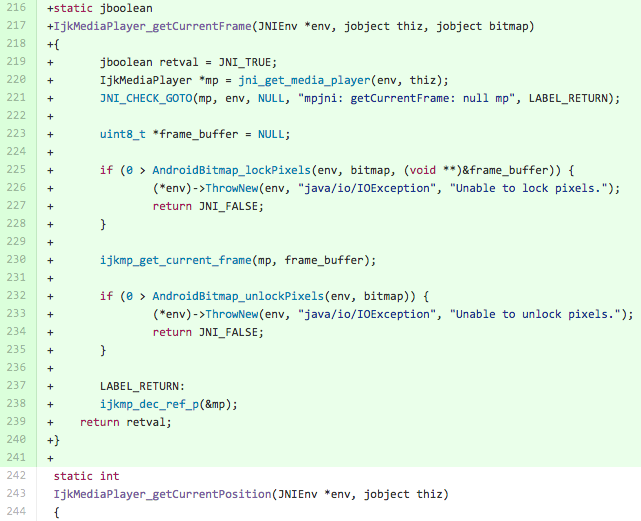 216 +static jboolean
217 +IjkMediaPlayer_getCurrentFrame(JNIEnv *env, jobject thiz, jobject bitmap)
218 +{
219 +       jboolean retval = JNI_TRUE;
220 +       IjkMediaPlayer *mp = jni_get_media_player(env, thiz);
221 +       JNI_CHECK_GOTO(mp, env, NULL, "mpjni: getCurrentFrame: null mp", LABEL_RETURN);
222 +
223 +       uint8_t *frame_buffer = NULL;
224 +
225 +       if (0 > AndroidBitmap_lockPixels(env, bitmap, (void **)&frame_buffer)) {
226 +               (*env)->ThrowNew(env, "java/io/IOException", "Unable to lock pixels.");
227 +               return JNI_FALSE;
228 +       }
229 +
230 +       ijkmp_get_current_frame(mp, frame_buffer);
231 +
232 +       if (0 > AndroidBitmap_unlockPixels(env, bitmap)) {
233 +               (*env)->ThrowNew(env, "java/io/IOException", "Unable to unlock pixels.");
234 +               return JNI_FALSE;
235 +       }
236 +
237 +       LABEL_RETURN:
238 +       ijkmp_dec_ref_p(&mp);
239 +    return retval;
240 +}
241 +
242 static int
243 IjkMediaPlayer_getCurrentPosition(JNIEnv *env, jobject thiz)
244 {